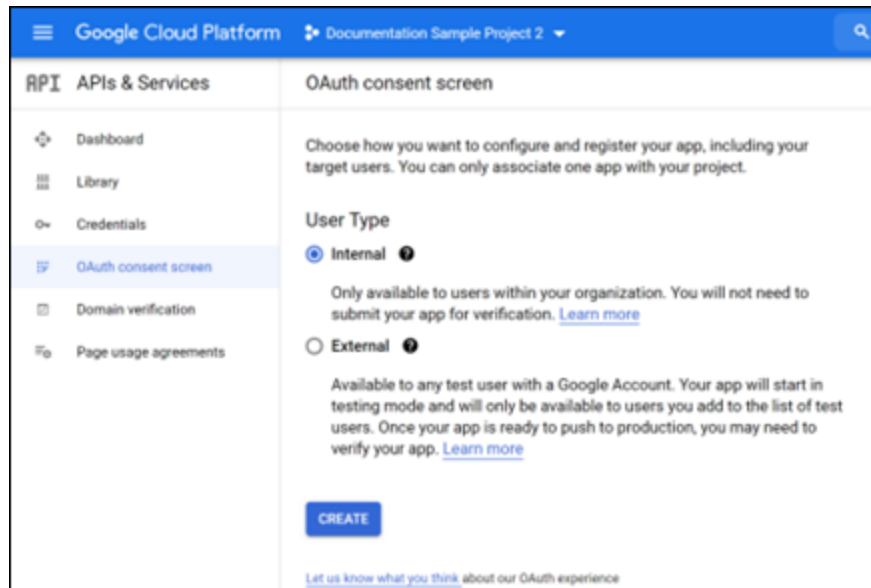 Google Cloud Platform
Documentation Sample Project 2
API APIs & Services
OAuth consent screen
Dashboard
Library
Credentials
OAuth consent screen
Domain verification
Page usage agreements
Choose how you want to configure and register your app, including your
target users. You can only associate one app with your project.
User Type
Internal
Only available to users within your organization. You will not need to
submit your app for verification. Learn more
External
Available to any test user with a Google Account. Your app will start in
testing mode and will only be available to users you add to the list of test
users. Once your app is ready to push to production, you may need to
verify your app. Learn more
CREATE
Let us know what you think about our OAuth experience